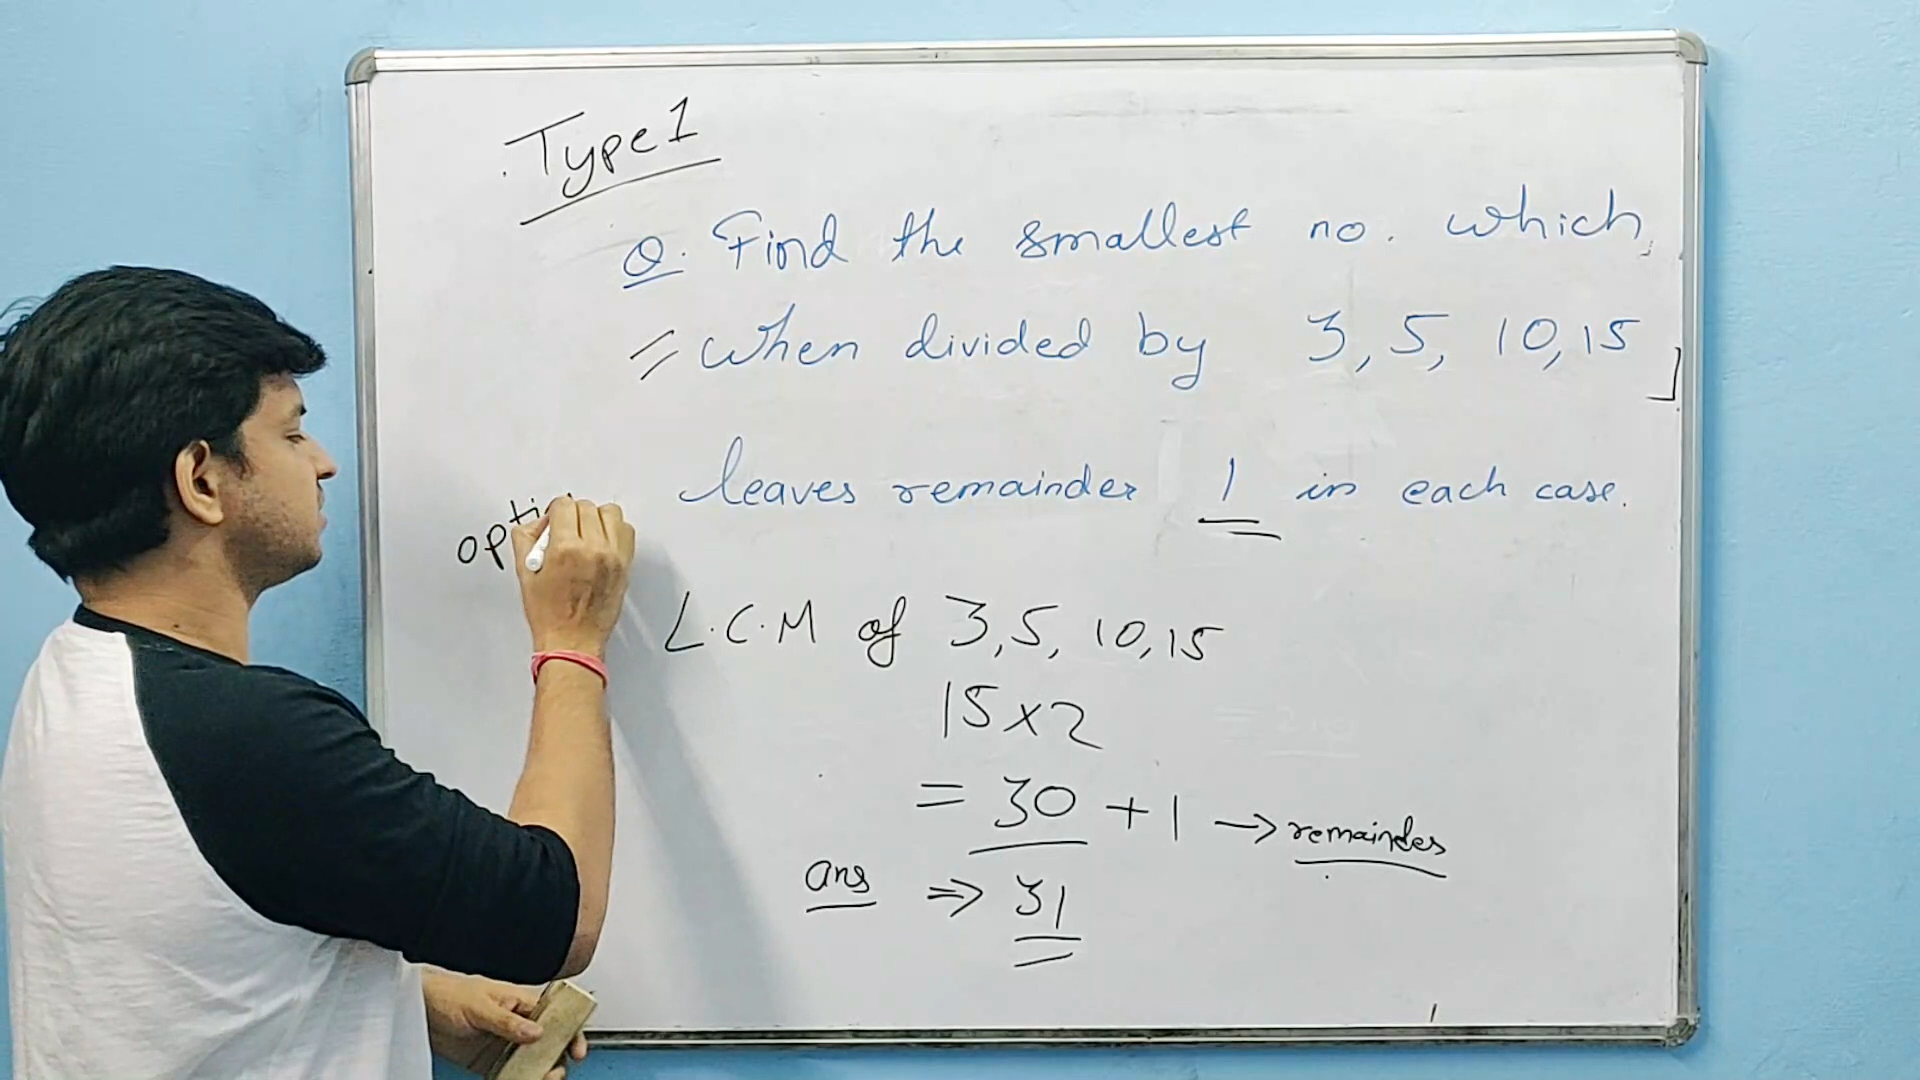 Type 1
Q. Find the smallest no. which,
when divided by 3, 5, 10, 15
leaves remainder 1 in each case.
opti
L.C.M of 3, 5, 10, 15
15 x 2
= 30 + 1 → remainder
ans ⇒ 31